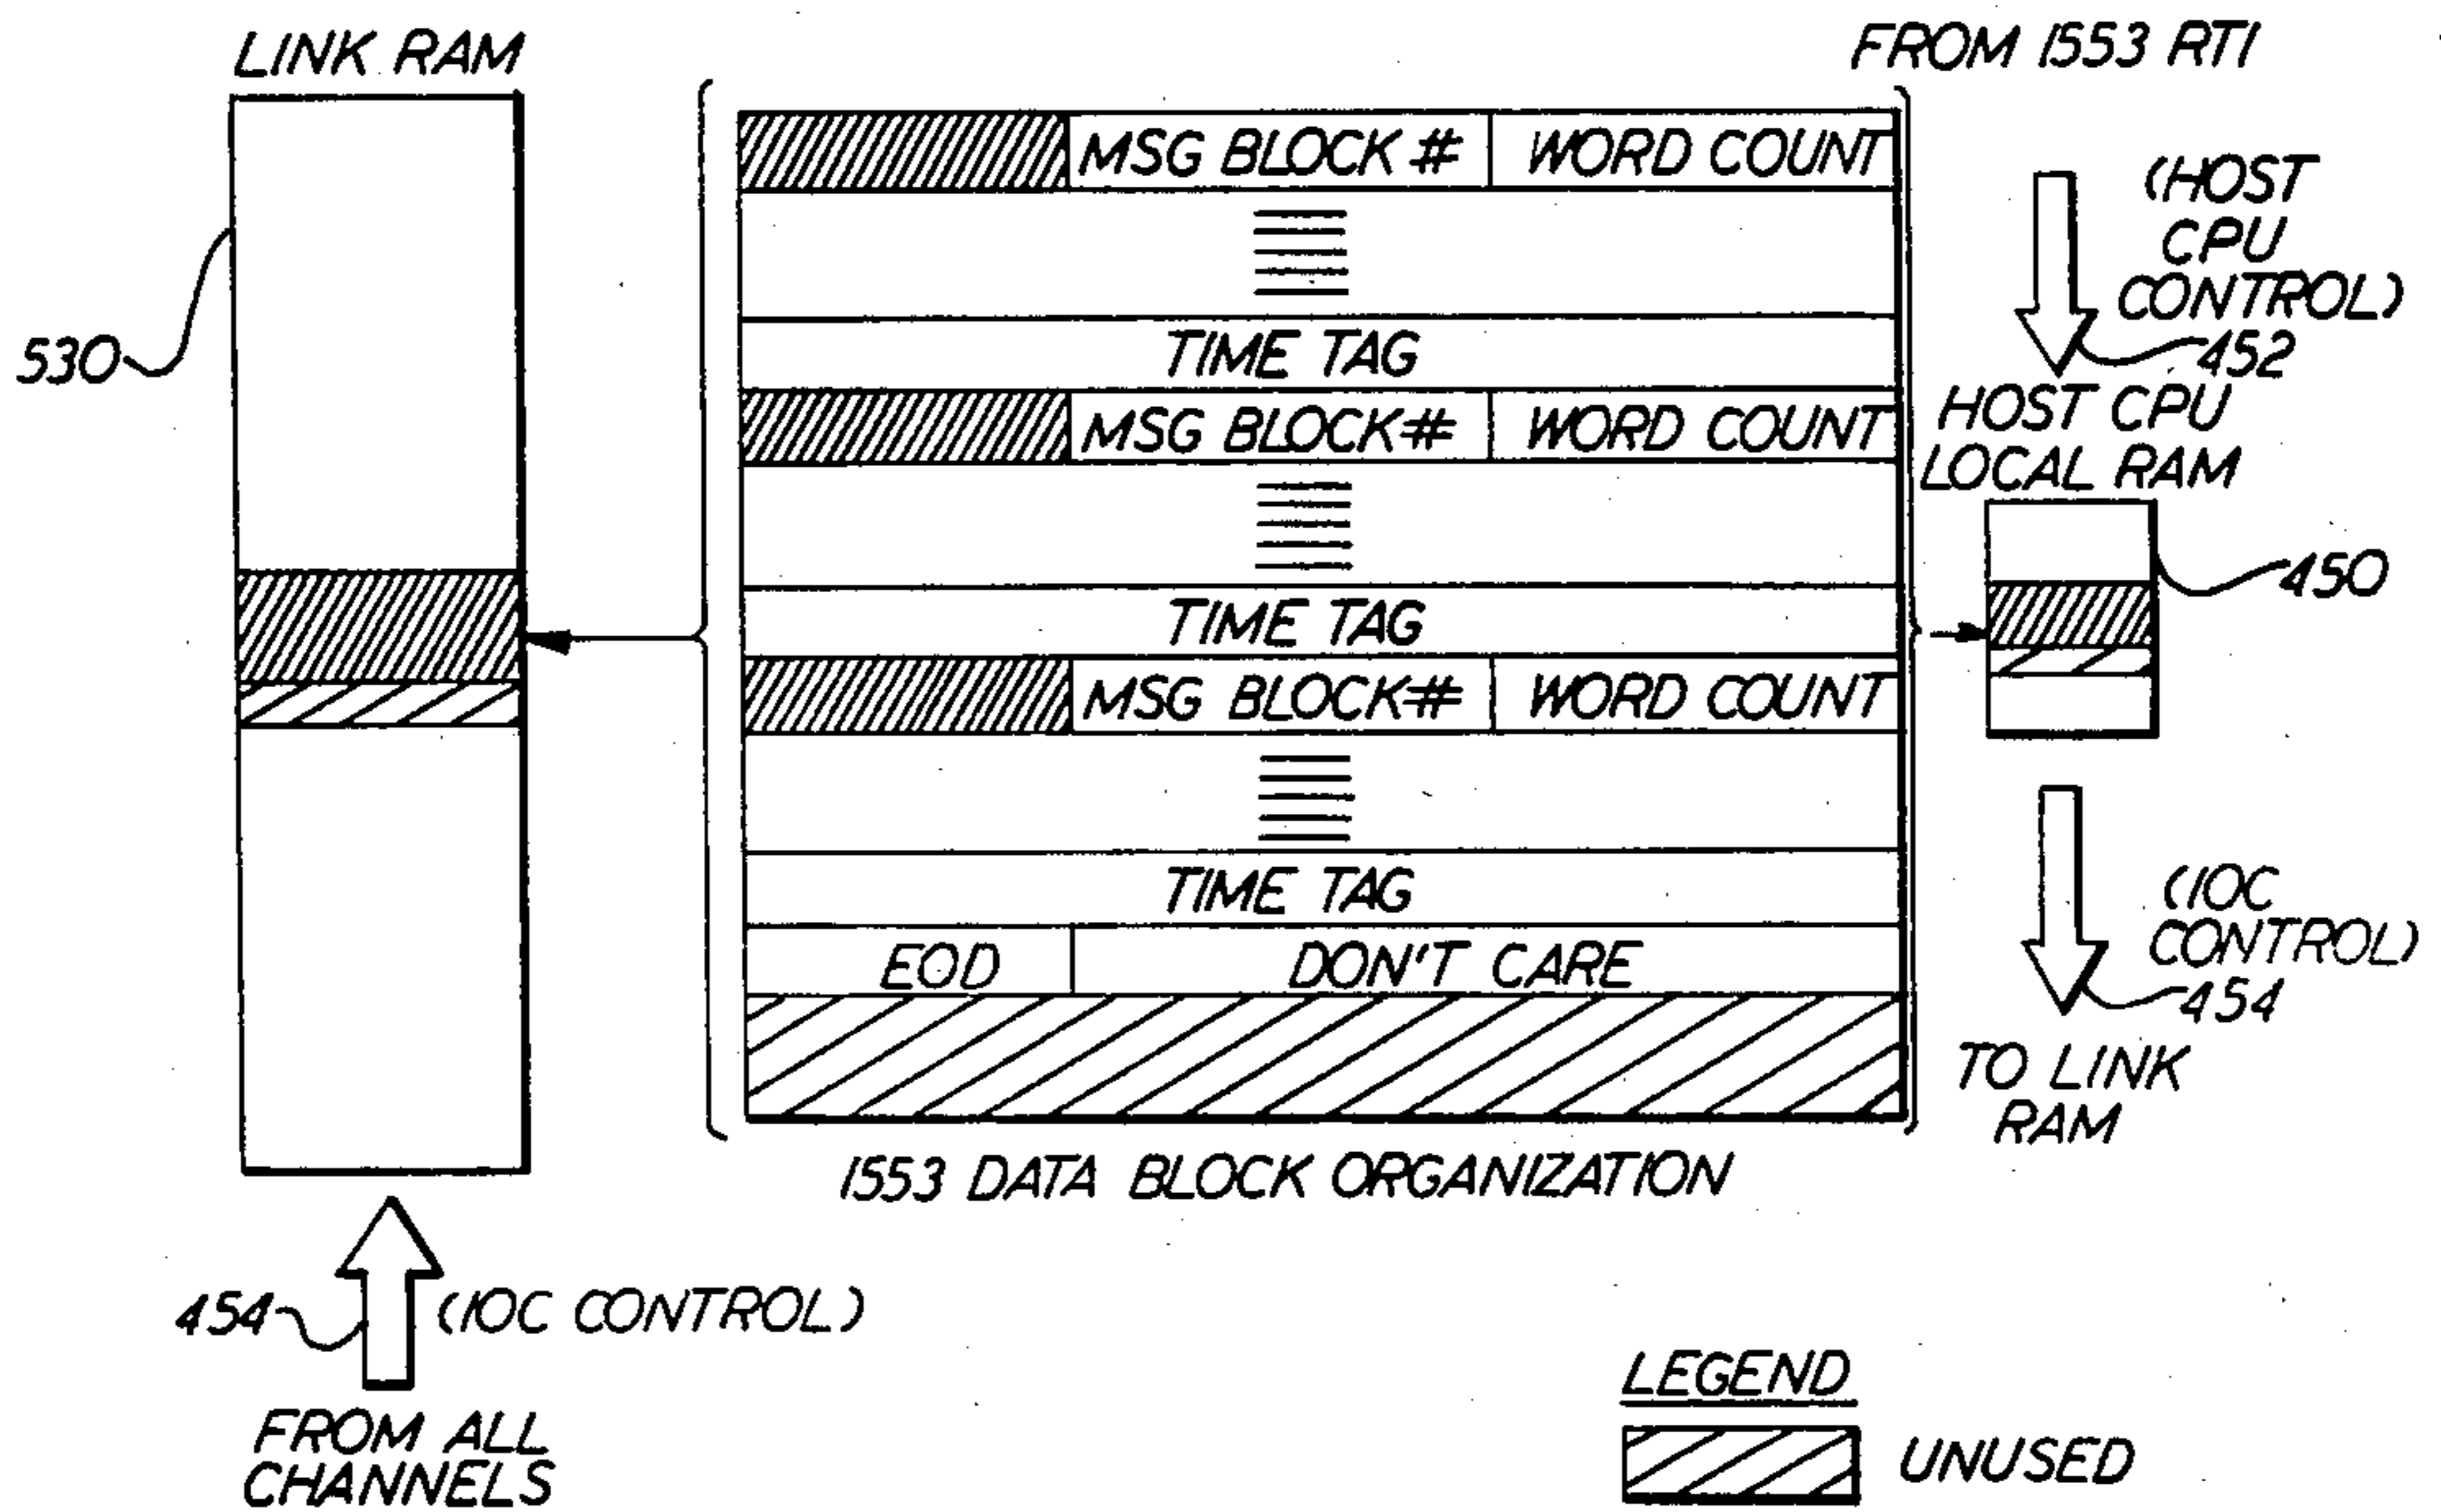 LINK RAM
FROM 1553 RTI
MSG BLOCK # WORD COUNT
(HOST
CPU
CONTROL)
530
TIME TAG
452
MSG BLOCK# WORD COUNT
HOST CPU
LOCAL RAM
450
TIME TAG
MSG BLOCK# WORD COUNT
TIME TAG
(IOC
CONTROL)
EOD DON'T CARE
454
TO LINK
RAM
1553 DATA BLOCK ORGANIZATION
454 (IOC CONTROL)
FROM ALL
CHANNELS
LEGEND
UNUSED